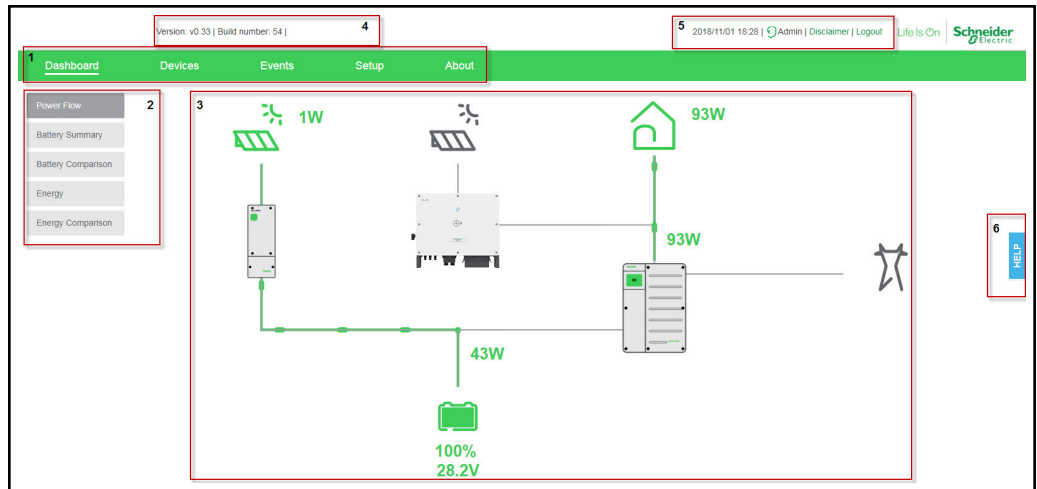 Version: v0.33 | Build number: 54 |
4
5
2018/11/01 18:28 | Admin | Disclaimer | Logout
Life Is On
Schneider
Electric
1
Dashboard
Devices
Events
Setup
About
2
Power Flow
Battery Summary
Battery Comparison
Energy
Energy Comparison
3
1W
93W
93W
43W
100%
28.2V
6
HELP